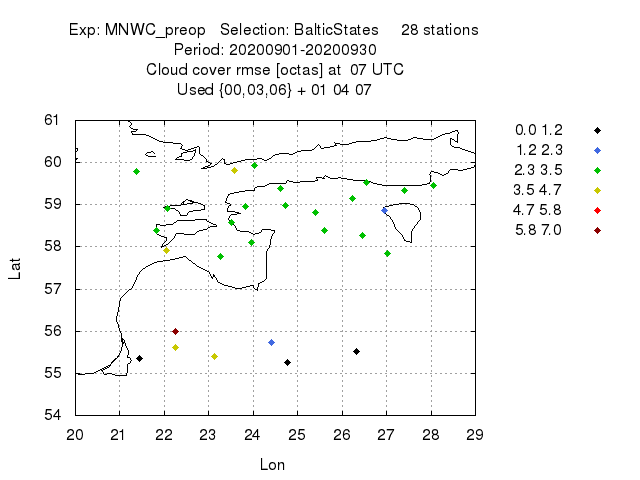 Exp: MNWC_preop   Selection: BalticStates     28 stations
Period: 20200901-20200930
Cloud cover rmse [octas] at  07 UTC
Used {00,03,06} + 01 04 07
61
60
59
58
57
56
55
54
Lat
20 21 22 23 24 25 26 27 28 29
Lon
0.0 1.2
1.2 2.3
2.3 3.5
3.5 4.7
4.7 5.8
5.8 7.0